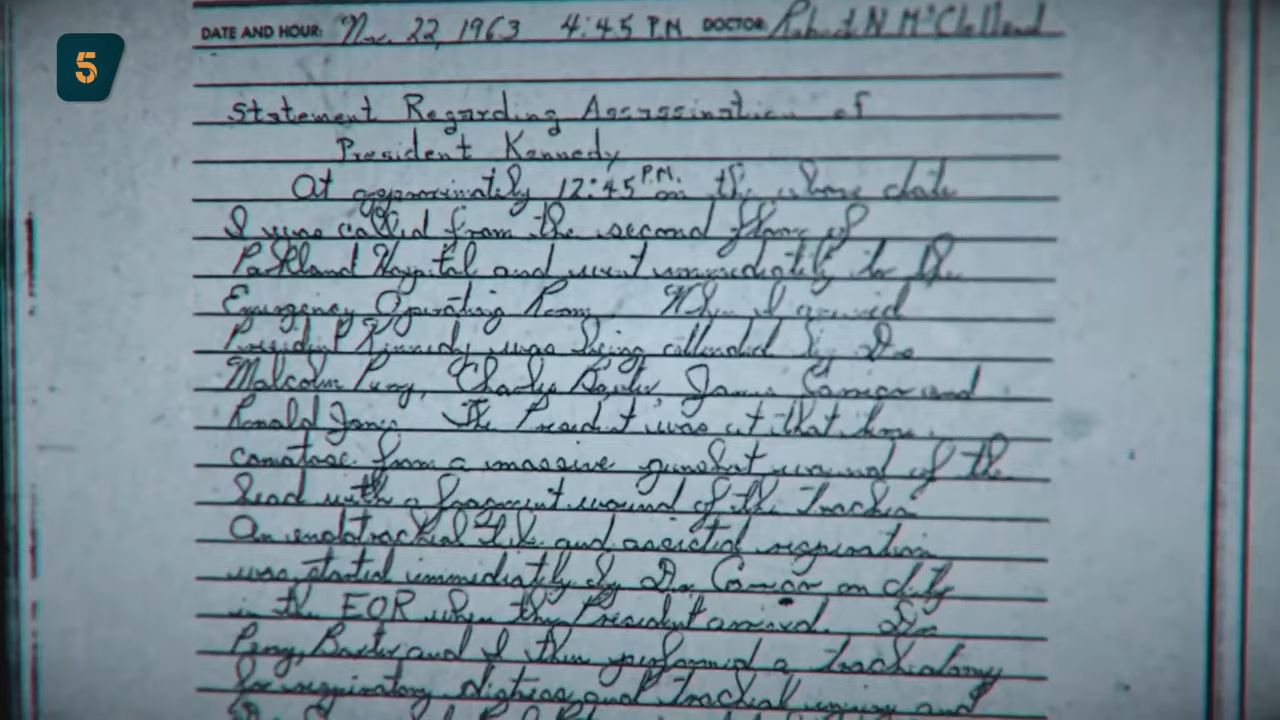 5
DATE AND HOUR: Nov. 22, 1963 4:45 P.M. DOCTOR: Robert N. McClelland
Statement Regarding Assassination of
President Kennedy
At approximately 12:45 P.M. on the above date
I was called from the second floor of
Parkland Hospital and went immediately to the
Emergency Operating Room. When I arrived
President Kennedy was being attended by Drs
Malcolm Perry, Charles Baxter, James Carrico and
Ronald Jones. The President was at that time
comatose from a massive gunshot wound of the
head with a fragment wound of the trachea
An endotracheal tube and assisted respiration
was started immediately by Dr. Carrico on duty
in the EOR when the President arrived. Drs
Perry, Baxter and I then performed a tracheotomy
for respiratory distress and tracheal injury and